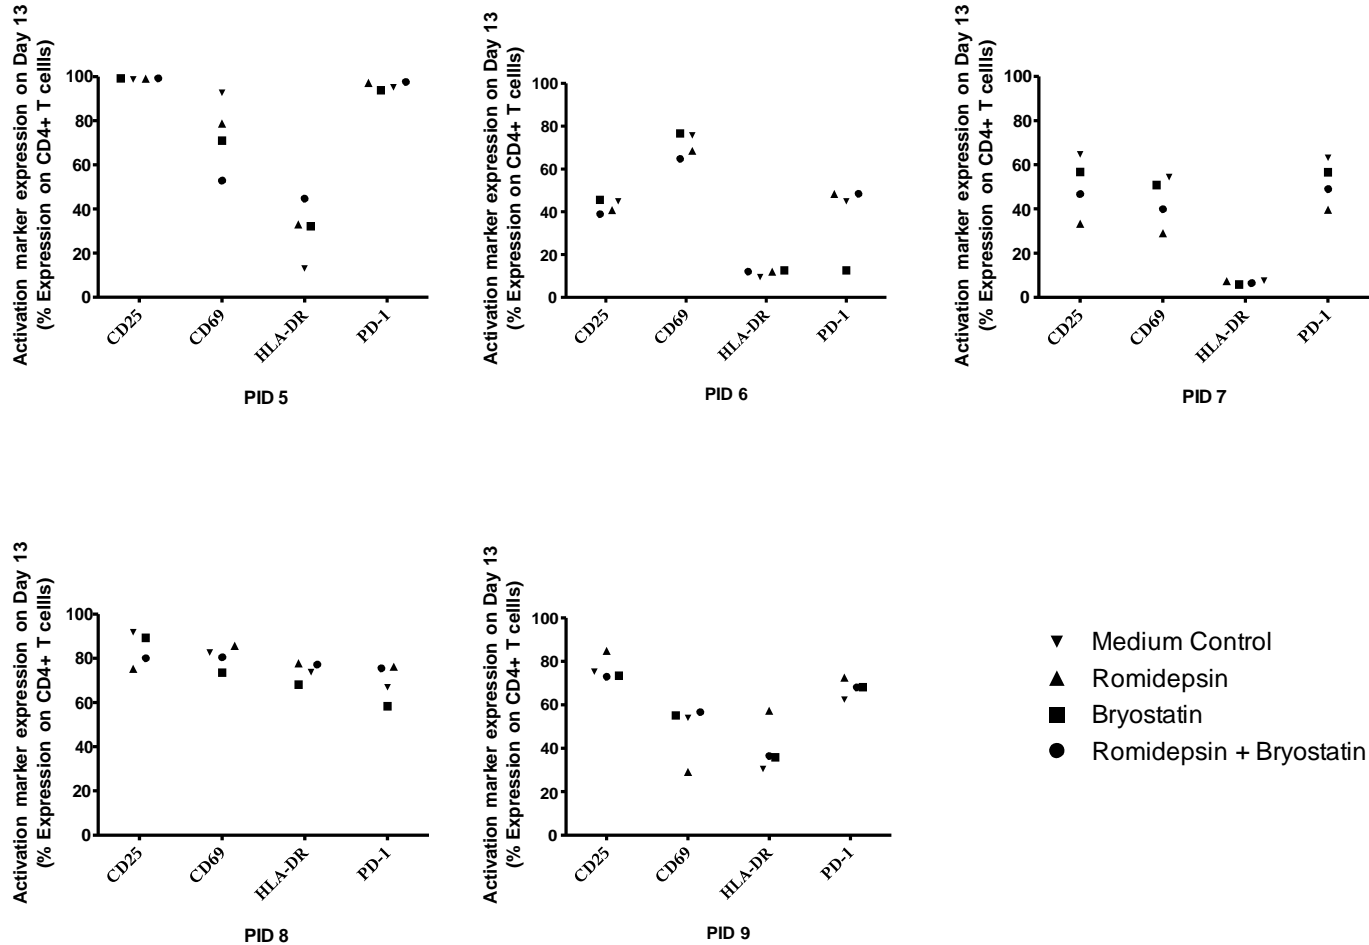 Activation marker expression on Day 13
(% Expression on CD4+ T cellls)
100
80
60
40
20
0
CD25
CD69
HLA-DR
PD-1
PID 5
Activation marker expression on Day 13
(% Expression on CD4+ T cellls)
100
80
60
40
20
0
CD25
CD69
HLA-DR
PD-1
PID 6
Activation marker expression on Day 13
(% Expression on CD4+ T cellls)
100
80
60
40
20
0
CD25
CD69
HLA-DR
PD-1
PID 7
Activation marker expression on Day 13
(% Expression on CD4+ T cellls)
100
80
60
40
20
0
CD25
CD69
HLA-DR
PD-1
PID 8
Activation marker expression on Day 13
(% Expression on CD4+ T cellls)
100
80
60
40
20
0
CD25
CD69
HLA-DR
PD-1
PID 9
Medium Control
Romidepsin
Bryostatin
Romidepsin + Bryostatin